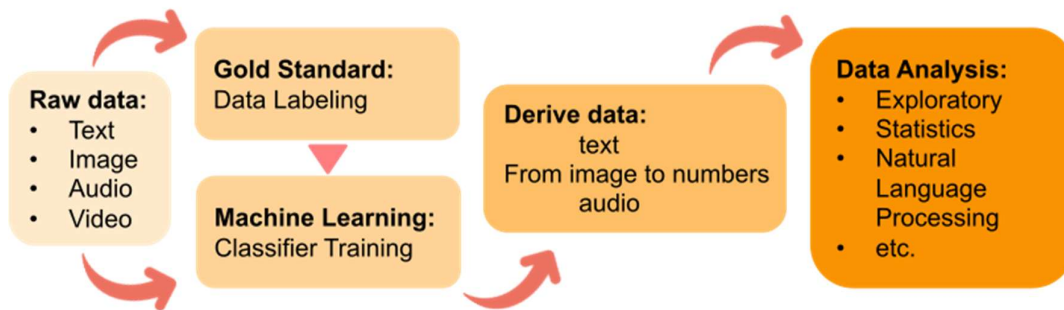 Raw data:
• Text
• Image
• Audio
• Video
Gold Standard:
Data Labeling
Machine Learning:
Classifier Training
Derive data:
text
From image to numbers
audio
Data Analysis:
• Exploratory
• Statistics
• Natural
Language
Processing
• etc.